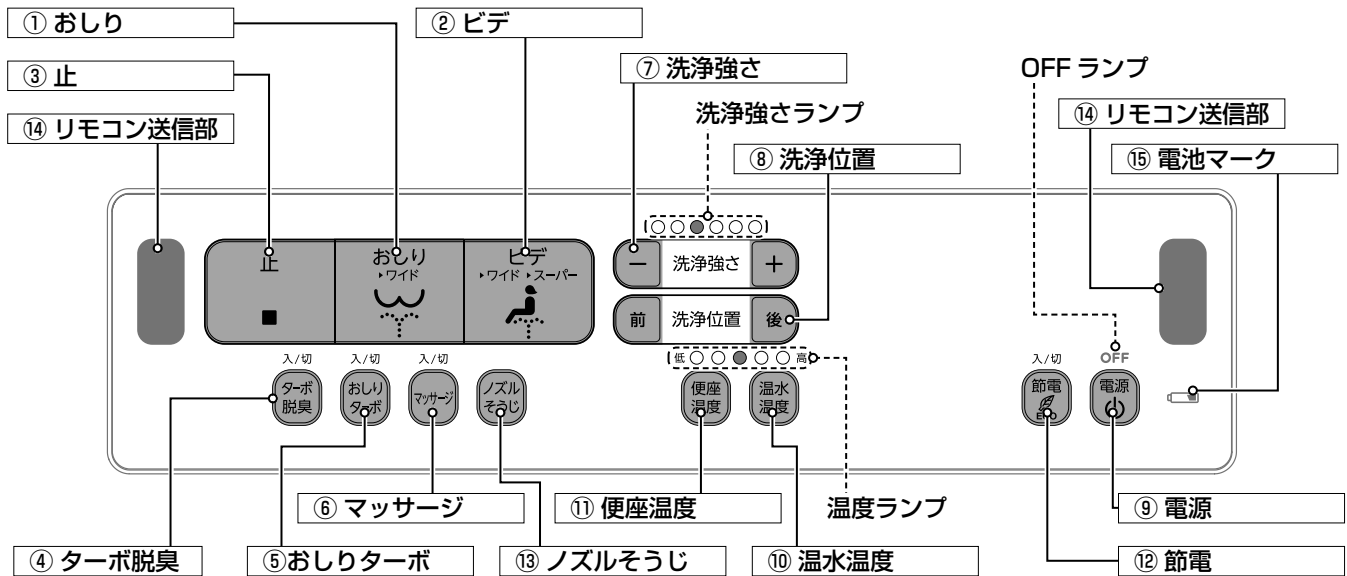 ① おしり
② ビデ
③ 止
⑦ 洗浄強さ
OFF ランプ
⑭ リモコン送信部
洗浄強さランプ
⑭ リモコン送信部
⑧ 洗浄位置
⑮ 電池マーク
止
おしり
▸ワイド
ビデ
▸ワイド ▸スーパー
− 洗浄強さ +
前 洗浄位置 後
低 高
入/切
ターボ
脱臭
入/切
おしり
ターボ
入/切
マッサージ
ノズル
そうじ
便座
温度
温水
温度
入/切
節電
ECO
OFF
電源
⑥ マッサージ
⑪ 便座温度
温度ランプ
⑨ 電源
④ ターボ脱臭
⑤おしりターボ
⑬ ノズルそうじ
⑩ 温水温度
⑫ 節電